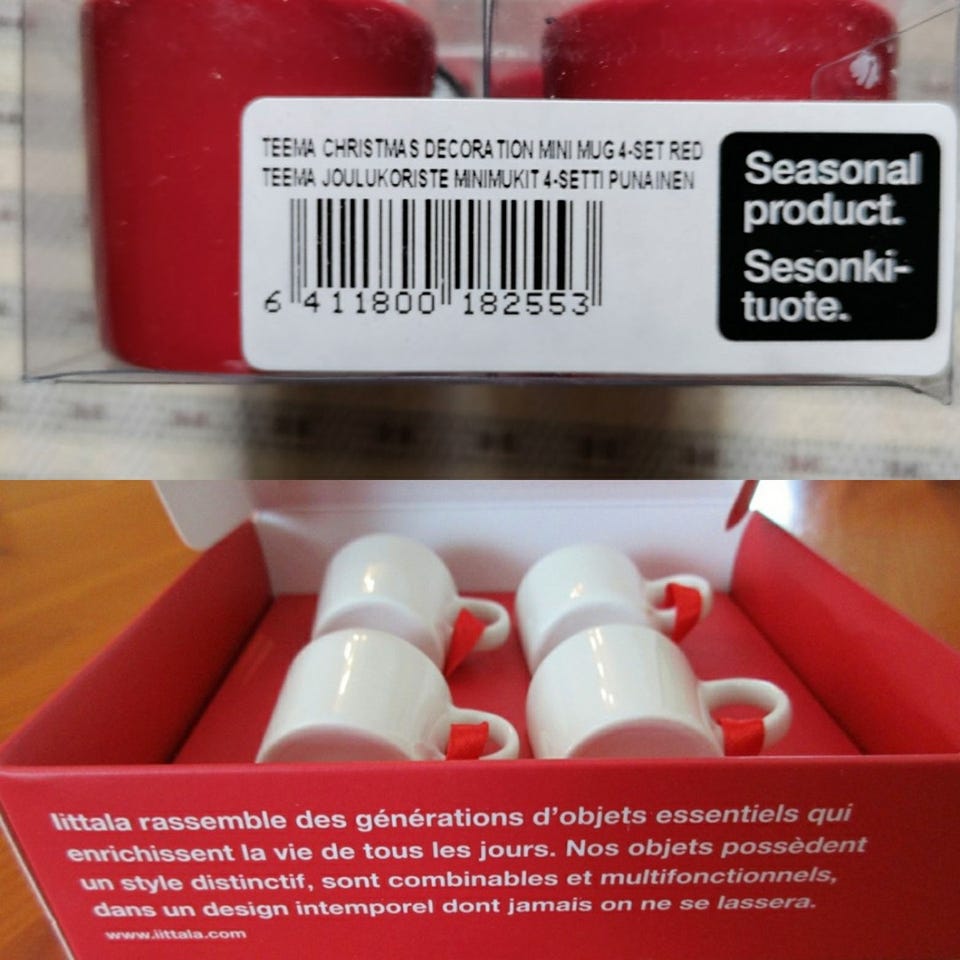 TEEMA CHRISTMAS DECORATION MINI MUG 4-SET RED
TEEMA JOULUKORISTE MINIMUKIT 4-SETTI PUNAINEN
6 411800 182553
Seasonal
product.
Sesonki-
tuote.
Iittala rassemble des générations d'objets essentiels qui
enrichissent la vie de tous les jours. Nos objets possèdent
un style distinctif, sont combinables et multifonctionnels,
dans un design intemporel dont jamais on ne se lassera.
www.iittala.com